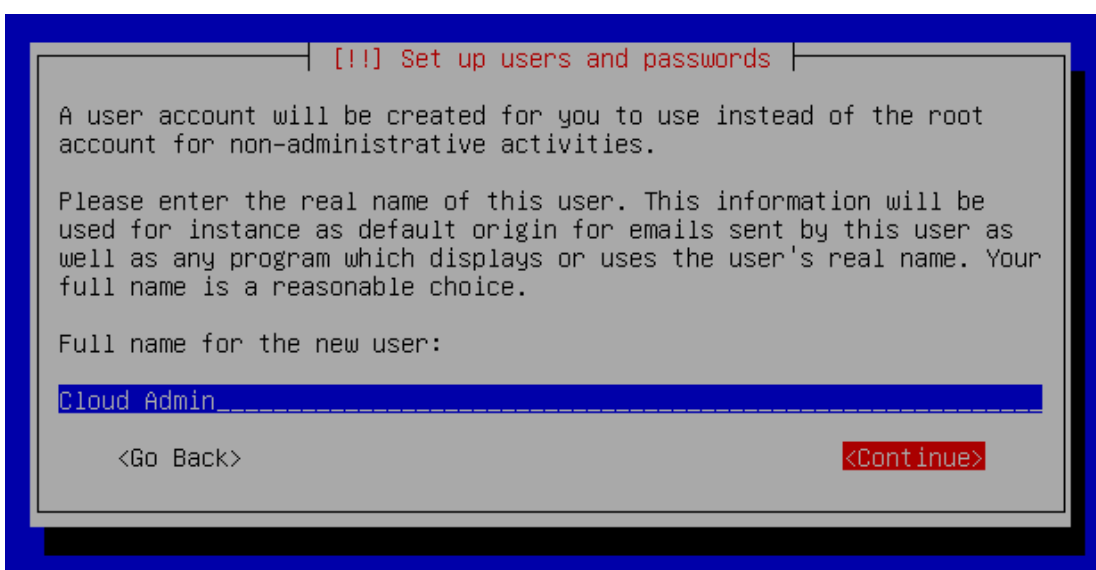 [!!] Set up users and passwords
A user account will be created for you to use instead of the root
account for non-administrative activities.
Please enter the real name of this user. This information will be
used for instance as default origin for emails sent by this user as
well as any program which displays or uses the user's real name. Your
full name is a reasonable choice.
Full name for the new user:
Cloud Admin
<Go Back> <Continue>